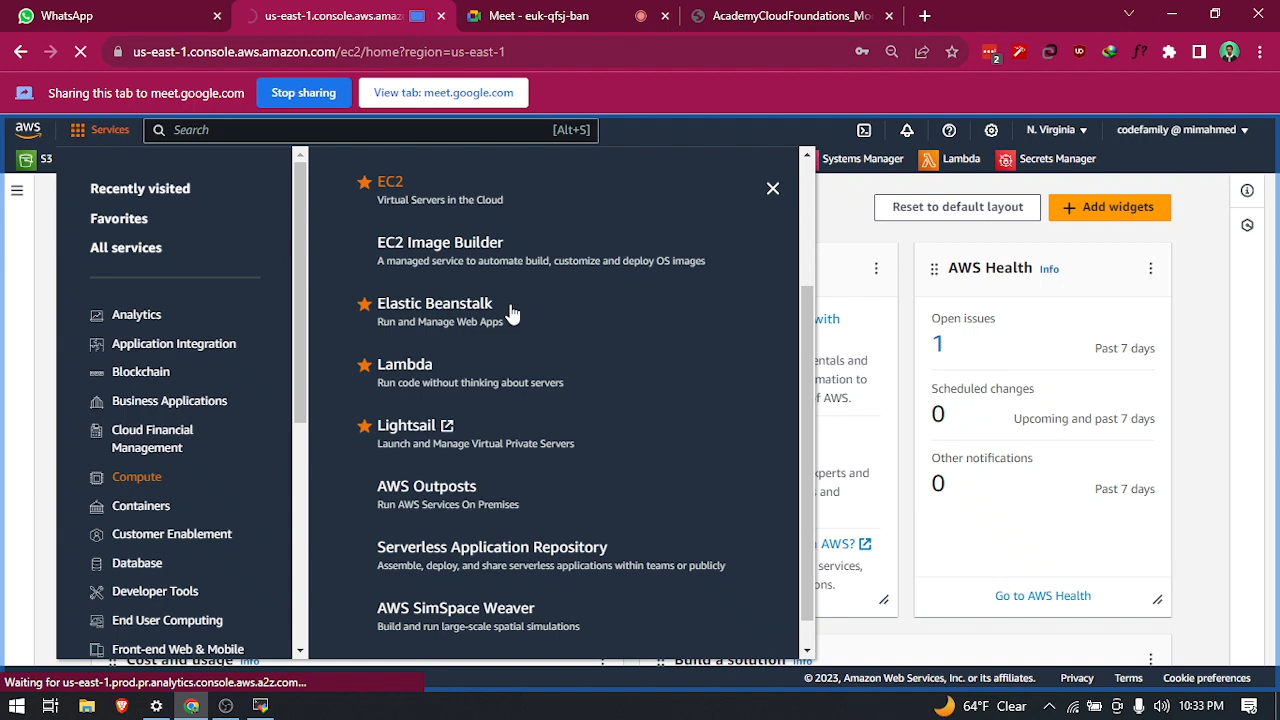 WhatsApp
us-east-1.console.aws.amaz
Meet - euk-qfsj-ban
AcademyCloudFoundations_Mo
us-east-1.console.aws.amazon.com/ec2/home?region=us-east-1
2
f?
Sharing this tab to meet.google.com
Stop sharing
View tab: meet.google.com
aws
Services
Search
[Alt+S]
N. Virginia
codefamily @ mimahmed
S3
Systems Manager
Lambda
Secrets Manager
Recently visited
Favorites
All services
Analytics
Application Integration
Blockchain
Business Applications
Cloud Financial
Management
Compute
Containers
Customer Enablement
Database
Developer Tools
End User Computing
Front-end Web & Mobile
EC2
Virtual Servers in the Cloud
EC2 Image Builder
A managed service to automate build, customize and deploy OS images
Elastic Beanstalk
Run and Manage Web Apps
Lambda
Run code without thinking about servers
Lightsail
Launch and Manage Virtual Private Servers
AWS Outposts
Run AWS Services On Premises
Serverless Application Repository
Assemble, deploy, and share serverless applications within teams or publicly
AWS SimSpace Weaver
Build and run large-scale spatial simulations
Reset to default layout
Add widgets
with
entals and
mation to
f AWS.
xperts and
and
AWS?
services,
ons.
AWS Health Info
Open issues
1
Past 7 days
Scheduled changes
0
Upcoming and past 7 days
Other notifications
0
Past 7 days
Go to AWS Health
Cost and usage Info
Build a solution Info
Waiting for us-east-1.prod.pr.analytics.console.aws.a2z.com...
© 2023, Amazon Web Services, Inc. or its affiliates.
Privacy
Terms
Cookie preferences
64°F Clear
10:33 PM